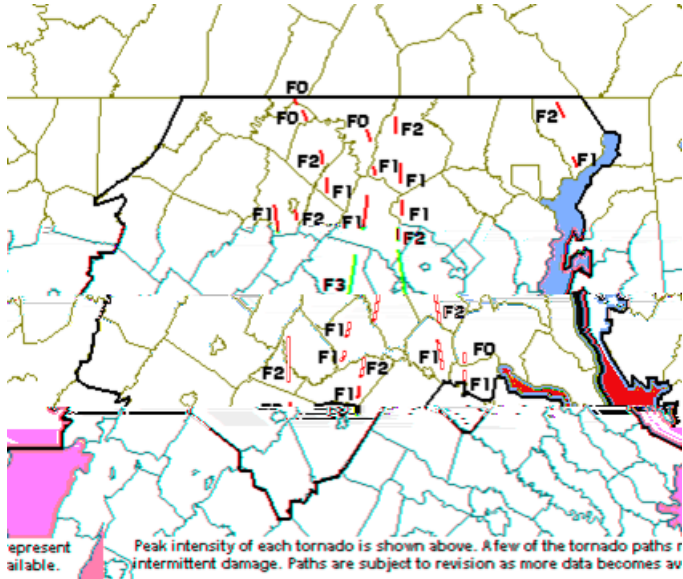 F0
F0
F0
F2
F2
F2
F1
F1
F1
F1
F2
F1
F1
F2
F3
F2
F1
F0
F1
F1
F2
F2
F1
F1
epresent
ailable.
Peak intensity of each tornado is shown above. A few of the tornado paths r
intermittent damage. Paths are subject to revision as more data becomes av